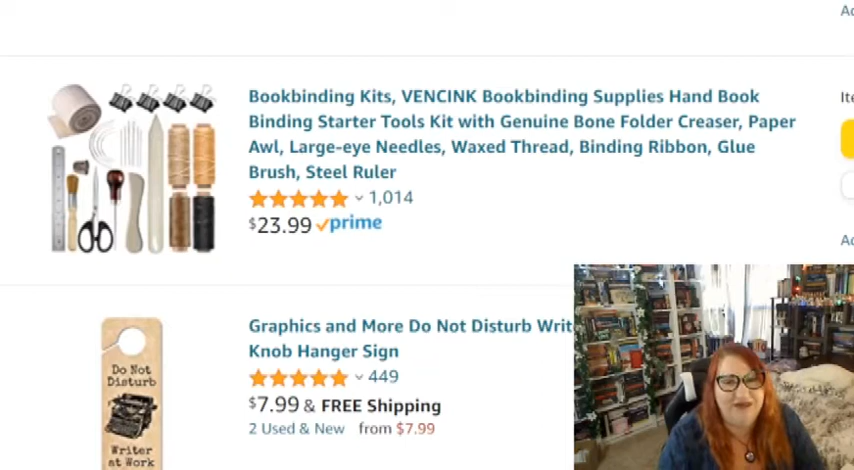 Ac
Bookbinding Kits, VENCINK Bookbinding Supplies Hand Book
Binding Starter Tools Kit with Genuine Bone Folder Creaser, Paper
Awl, Large-eye Needles, Waxed Thread, Binding Ribbon, Glue
Brush, Steel Ruler
1,014
$23.99 prime
Ite
Ac
Graphics and More Do Not Disturb Writ
Knob Hanger Sign
449
$7.99 & FREE Shipping
2 Used & New from $7.99
Do Not
Disturb
Writer
at Work